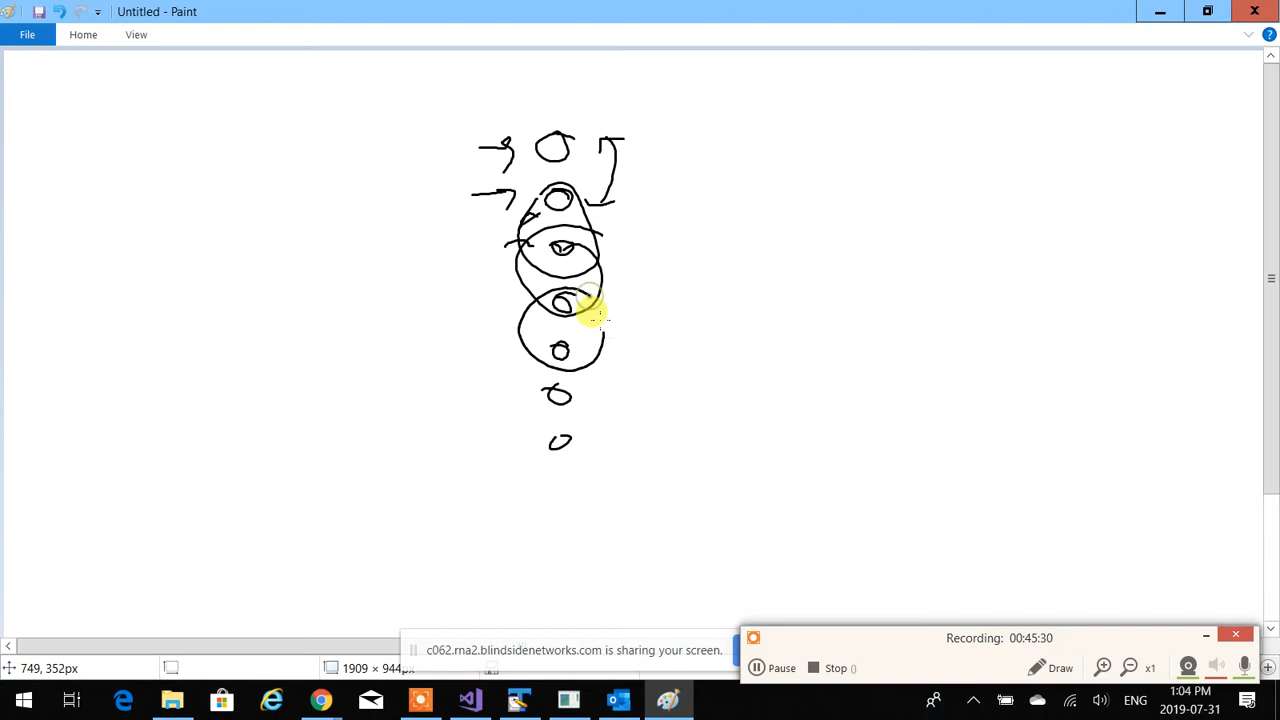 Untitled - Paint
File Home View
c062.rna2.blindsidenetworks.com is sharing your screen.
Recording: 00:45:30
Pause Stop () Draw x1
749, 352px 1909 × 944px
ENG 1:04 PM
2019-07-31